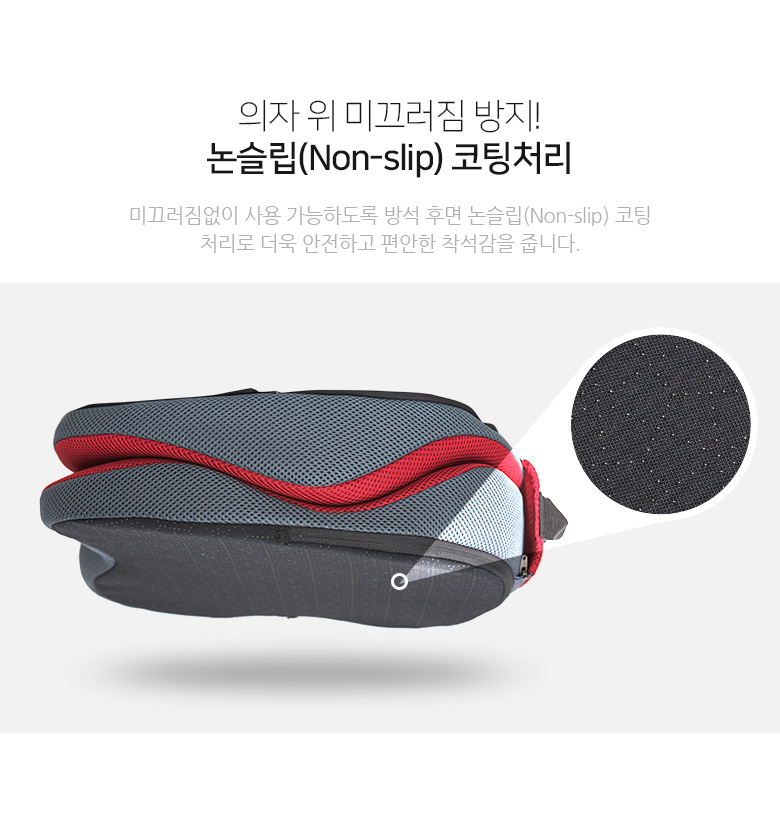 의자 위 미끄러짐 방지!
논슬립(Non-slip) 코팅처리
미끄러짐없이 사용 가능하도록 방석 후면 논슬립(Non-slip) 코팅
처리로 더욱 안전하고 편안한 착석감을 줍니다.